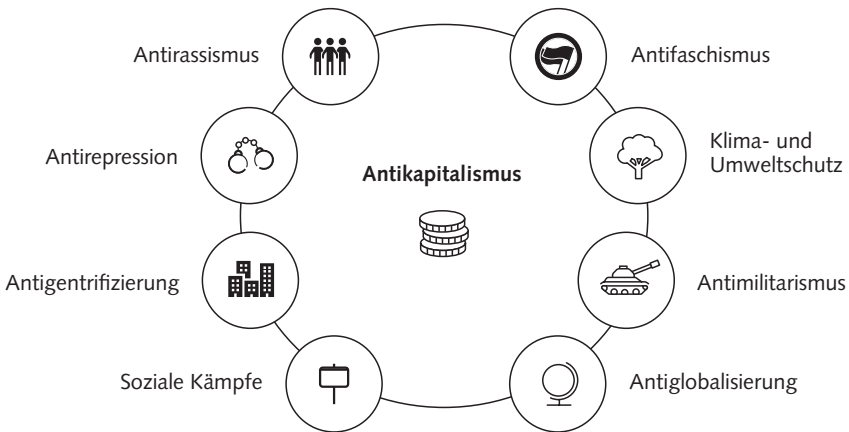 Antirassismus
Antifaschismus
Antirepression
Klima- und
Umweltschutz
Antikapitalismus
Antigentrifizierung
Antimilitarismus
Soziale Kämpfe
Antiglobalisierung